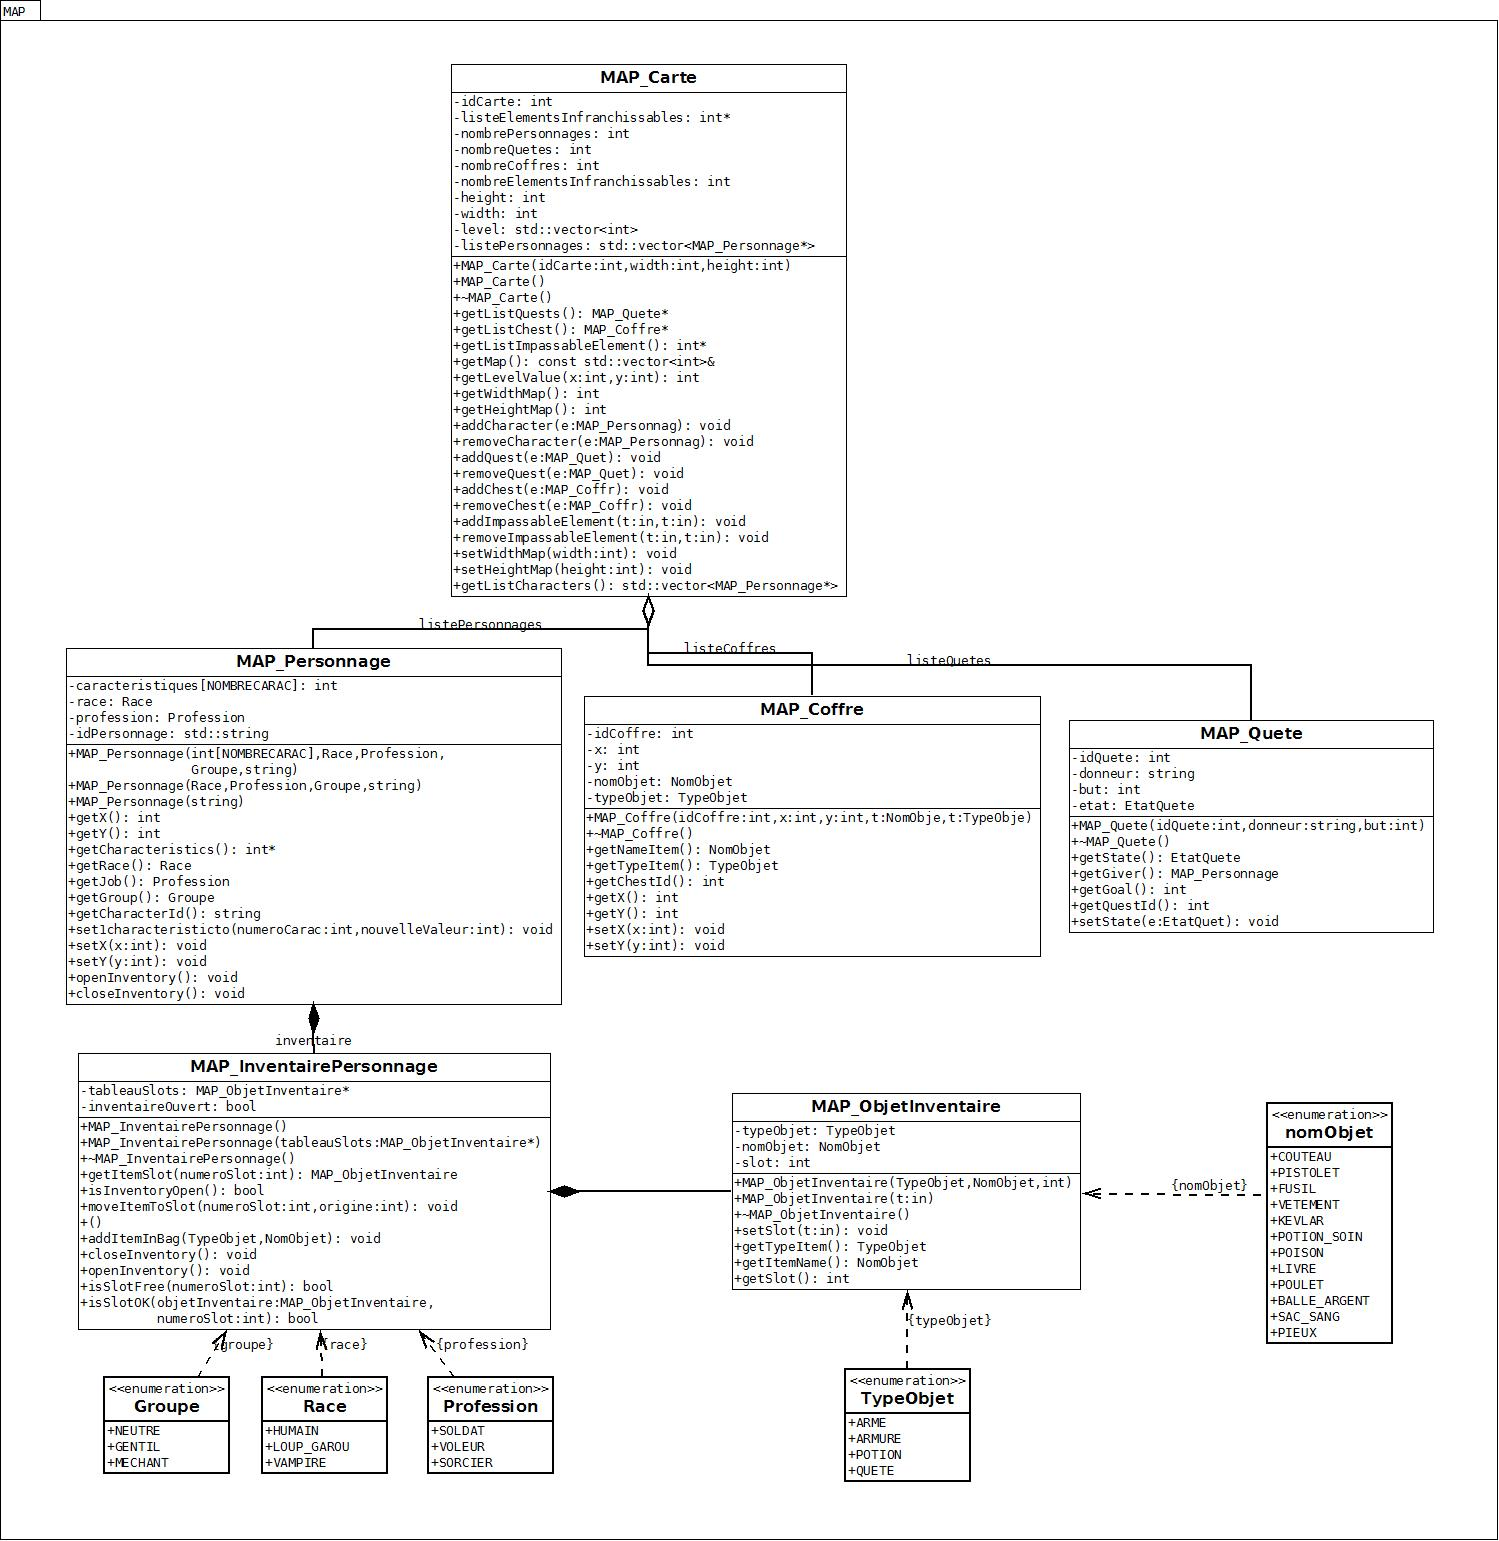 MAP
MAP_Carte
-idCarte: int
-listeElementsInfranchissables: int*
-nombrePersonnages: int
-nombreQuetes: int
-nombreCoffres: int
-nombreElementsInfranchissables: int
-height: int
-width: int
-level: std::vector<int>
-listePersonnages: std::vector<MAP_Personnage*>
+MAP_Carte(idCarte:int,width:int,height:int)
+MAP_Carte()
+~MAP_Carte()
+getListQuests(): MAP_Quete*
+getListChest(): MAP_Coffre*
+getListImpassableElement(): int*
+getMap(): const std::vector<int>&
+getLevelValue(x:int,y:int): int
+getWidthMap(): int
+getHeightMap(): int
+addCharacter(e:MAP_Personnag): void
+removeCharacter(e:MAP_Personnag): void
+addQuest(e:MAP_Quet): void
+removeQuest(e:MAP_Quet): void
+addChest(e:MAP_Coffr): void
+removeChest(e:MAP_Coffr): void
+addImpassableElement(t:in,t:in): void
+removeImpassableElement(t:in,t:in): void
+setWidthMap(width:int): void
+setHeightMap(height:int): void
+getListCharacters(): std::vector<MAP_Personnage*>
listePersonnages
listeCoffres
listeQuetes
MAP_Personnage
-caracteristiques[NOMBRECARAC]: int
-race: Race
-profession: Profession
-idPersonnage: std::string
+MAP_Personnage(int[NOMBRECARAC],Race,Profession,
Groupe,string)
+MAP_Personnage(Race,Profession,Groupe,string)
+MAP_Personnage(string)
+getX(): int
+getY(): int
+getCharacteristics(): int*
+getRace(): Race
+getJob(): Profession
+getGroup(): Groupe
+getCharacterId(): string
+set1characteristicto(numeroCarac:int,nouvelleValeur:int): void
+setX(x:int): void
+setY(y:int): void
+openInventory(): void
+closeInventory(): void
MAP_Coffre
-idCoffre: int
-x: int
-y: int
-nomObjet: NomObjet
-typeObjet: TypeObjet
+MAP_Coffre(idCoffre:int,x:int,y:int,t:NomObje,t:TypeObje)
+~MAP_Coffre()
+getNameItem(): NomObjet
+getTypeItem(): TypeObjet
+getChestId(): int
+getX(): int
+getY(): int
+setX(x:int): void
+setY(y:int): void
MAP_Quete
-idQuete: int
-donneur: string
-but: int
-etat: EtatQuete
+MAP_Quete(idQuete:int,donneur:string,but:int)
+~MAP_Quete()
+getState(): EtatQuete
+getGiver(): MAP_Personnage
+getGoal(): int
+getQuestId(): int
+setState(e:EtatQuet): void
inventaire
MAP_InventairePersonnage
-tableauSlots: MAP_ObjetInventaire*
-inventaireOuvert: bool
+MAP_InventairePersonnage()
+MAP_InventairePersonnage(tableauSlots:MAP_ObjetInventaire*)
+~MAP_InventairePersonnage()
+getItemSlot(numeroSlot:int): MAP_ObjetInventaire
+isInventoryOpen(): bool
+moveItemToSlot(numeroSlot:int,origine:int): void
+()
+addItemInBag(TypeObjet,NomObjet): void
+closeInventory(): void
+openInventory(): void
+isSlotFree(numeroSlot:int): bool
+isSlotOK(objetInventaire:MAP_ObjetInventaire,
numeroSlot:int): bool
MAP_ObjetInventaire
-typeObjet: TypeObjet
-nomObjet: NomObjet
-slot: int
+MAP_ObjetInventaire(TypeObjet,NomObjet,int)
+MAP_ObjetInventaire(t:in)
+~MAP_ObjetInventaire()
+setSlot(t:in): void
+getTypeItem(): TypeObjet
+getItemName(): NomObjet
+getSlot(): int
{nomObjet}
<<enumeration>>
nomObjet
+COUTEAU
+PISTOLET
+FUSIL
+VETEMENT
+KEVLAR
+POTION_SOIN
+POISON
+LIVRE
+POULET
+BALLE_ARGENT
+SAC_SANG
+PIEUX
{groupe}
{race}
{profession}
{typeObjet}
<<enumeration>>
Groupe
+NEUTRE
+GENTIL
+MECHANT
<<enumeration>>
Race
+HUMAIN
+LOUP_GAROU
+VAMPIRE
<<enumeration>>
Profession
+SOLDAT
+VOLEUR
+SORCIER
<<enumeration>>
TypeObjet
+ARME
+ARMURE
+POTION
+QUETE